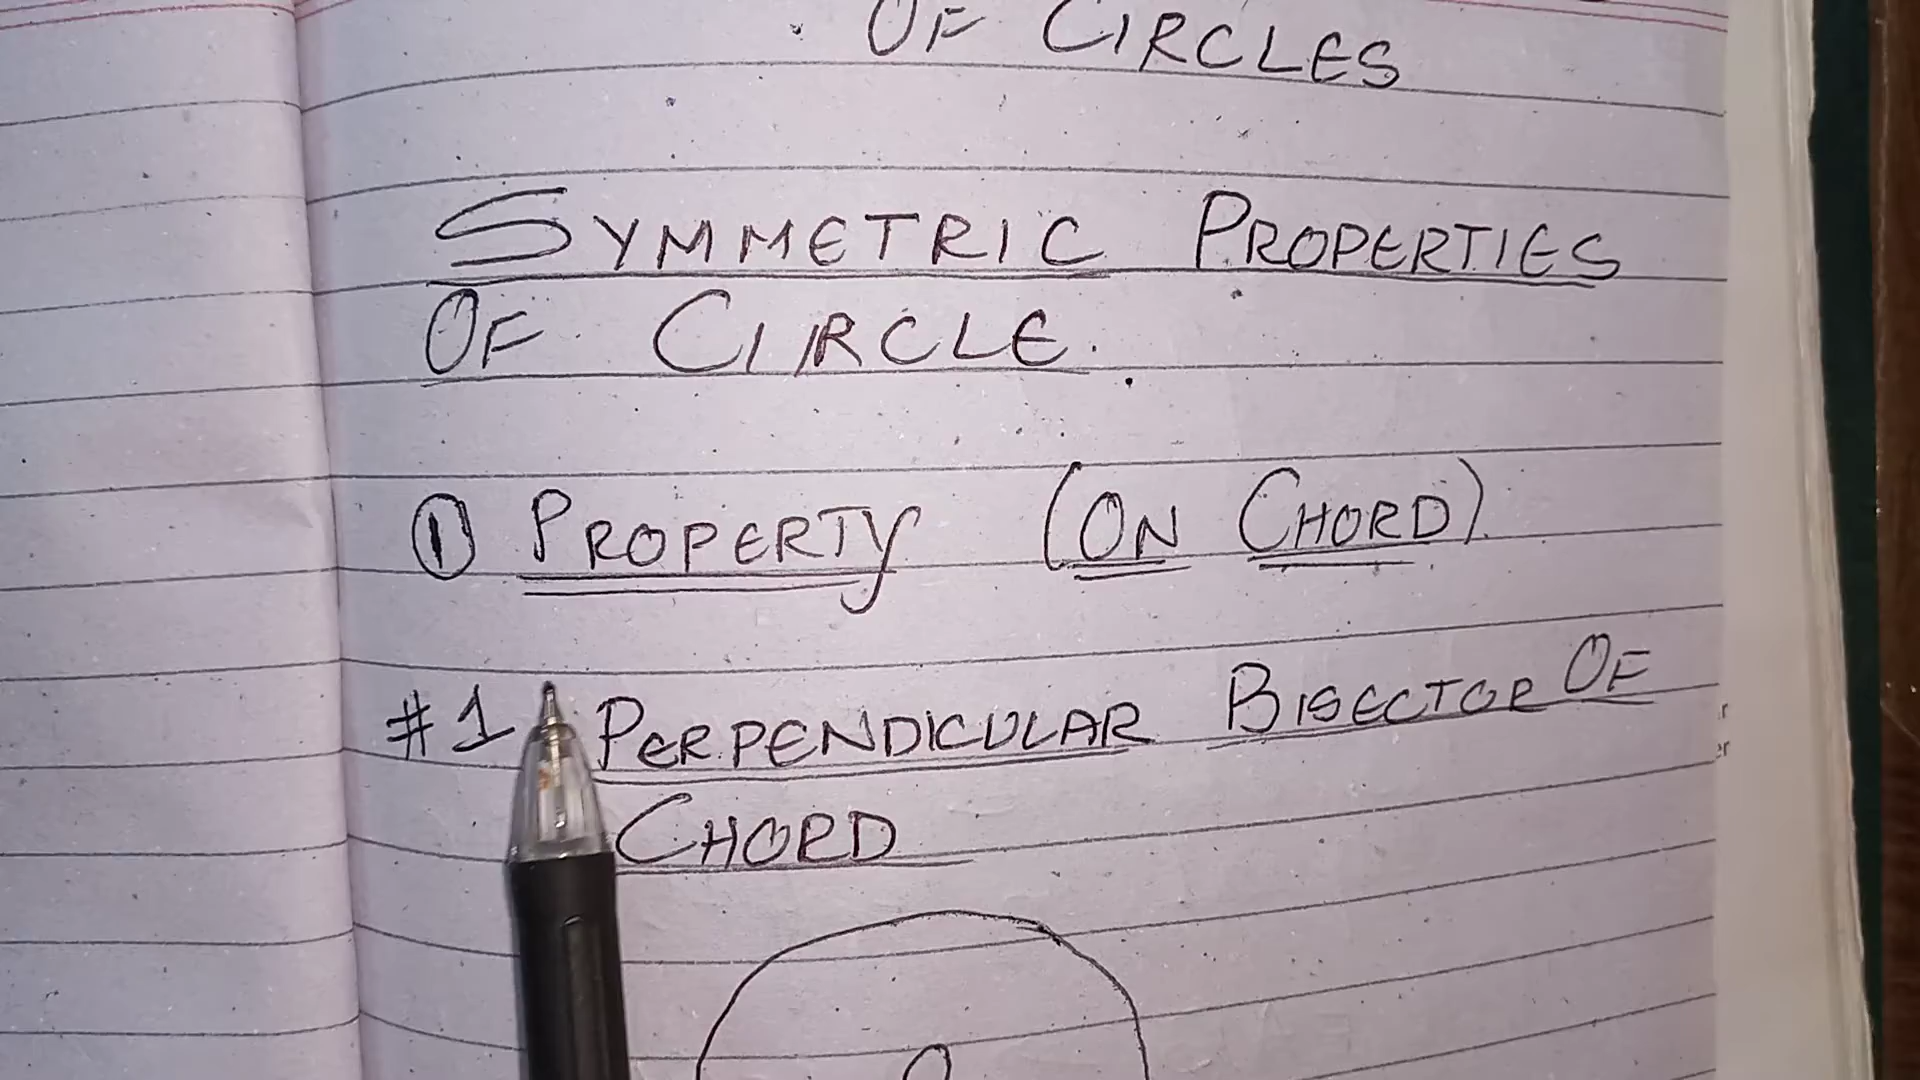 OF CIRCLES
SYMMETRIC PROPERTIES
OF CIRCLE.
① PROPERTY (ON CHORD).
#1 PERPENDICULAR BISECTOR OF
CHORD